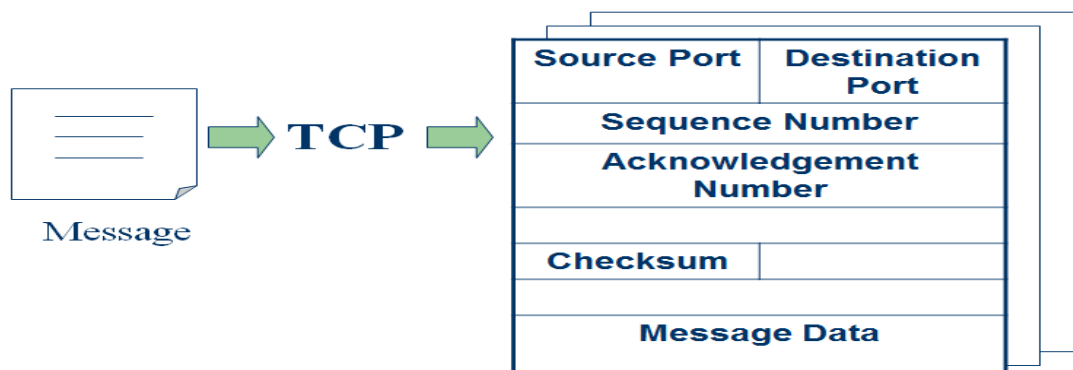 Source Port
Destination
Port
Sequence Number
TCP
Acknowledgement
Number
Message
Checksum
Message Data